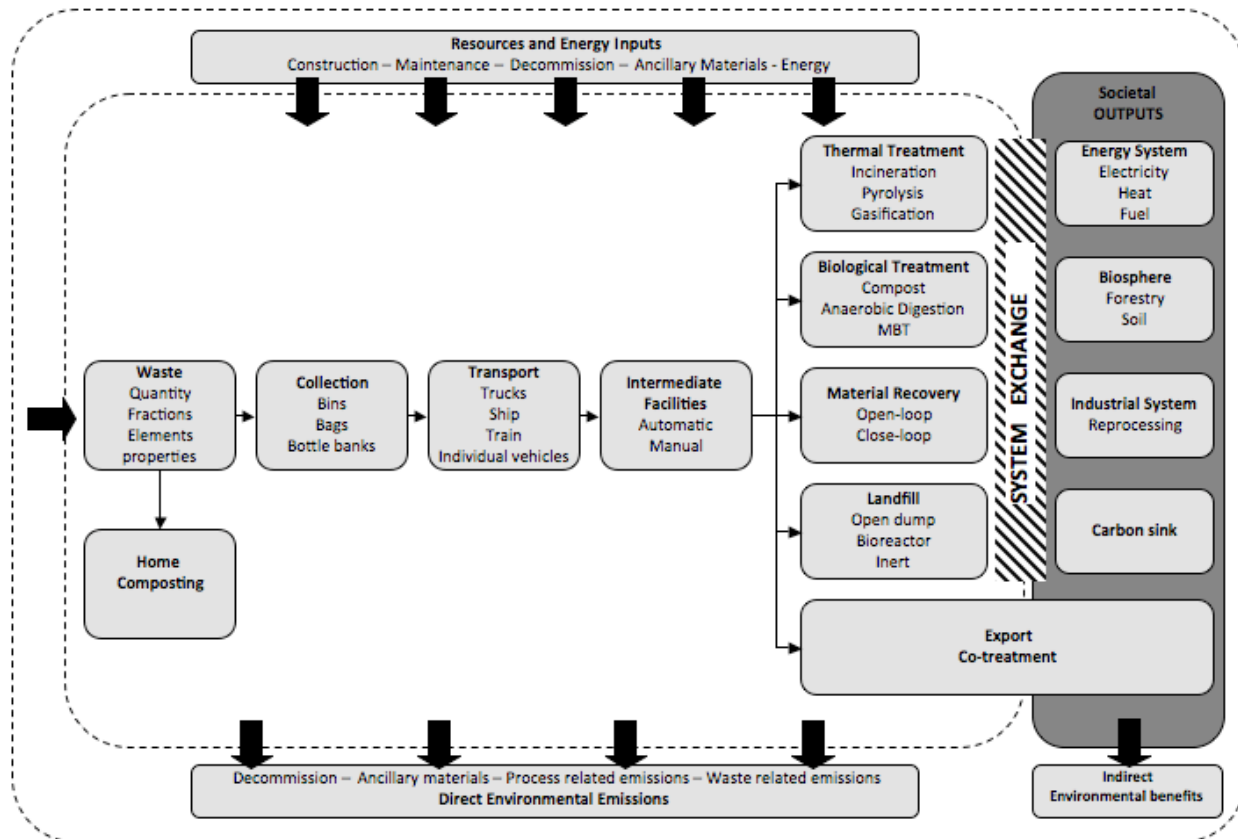 Resources and Energy Inputs
Construction – Maintenance – Decommission – Ancillary Materials - Energy
Societal
OUTPUTS
Thermal Treatment
Incineration
Pyrolysis
Gasification
Energy System
Electricity
Heat
Fuel
Biological Treatment
Compost
Anaerobic Digestion
MBT
Biosphere
Forestry
Soil
SYSTEM EXCHANGE
Waste
Quantity
Fractions
Elements
properties
Collection
Bins
Bags
Bottle banks
Transport
Trucks
Ship
Train
Individual vehicles
Intermediate
Facilities
Automatic
Manual
Material Recovery
Open-loop
Close-loop
Industrial System
Reprocessing
Landfill
Open dump
Bioreactor
Inert
Carbon sink
Home
Composting
Export
Co-treatment
Decommission – Ancillary materials – Process related emissions – Waste related emissions
Direct Environmental Emissions
Indirect
Environmental benefits